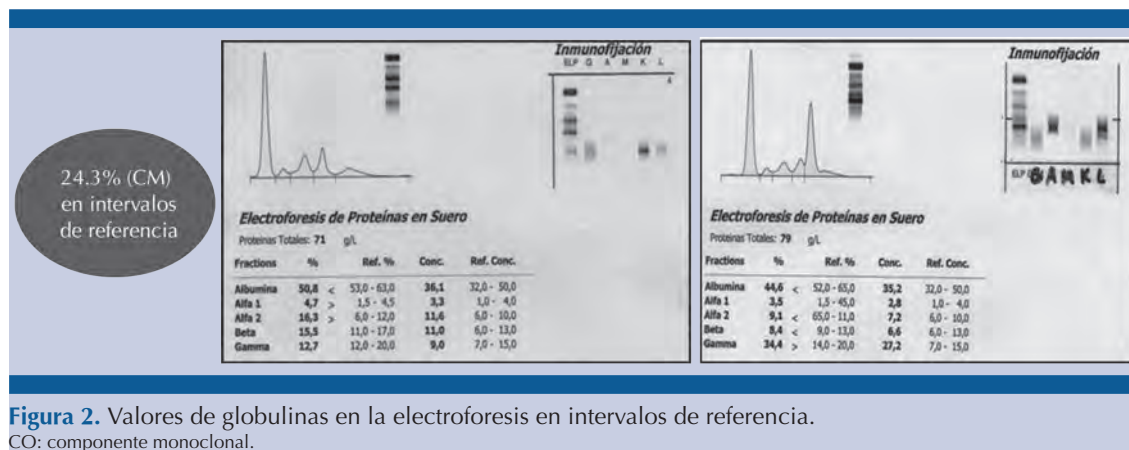 24.3% (CM)
en intervalos
de referencia
Inmunofijación
ELP G A M K L
A
Electroforesis de Proteínas en Suero
Proteinas Totales: 71 g/L
Fractions % Ref. % Conc. Ref. Conc.
Albumina 50,8 < 53,0 - 63,0 36,1 32,0 - 50,0
Alfa 1 4,7 > 1,5 - 4,5 3,3 1,0 - 4,0
Alfa 2 16,3 > 6,0 - 12,0 11,6 6,0 - 10,0
Beta 15,5 11,0 - 17,0 11,0 6,0 - 13,0
Gamma 12,7 12,0 - 20,0 9,0 7,0 - 15,0
Inmunofijación
ELP G A M K L
Electroforesis de Proteínas en Suero
Proteinas Totales: 79 g/L
Fractions % Ref. % Conc. Ref. Conc.
Albumina 44,6 < 52,0 - 65,0 35,2 32,0 - 50,0
Alfa 1 3,5 1,5 - 45,0 2,8 1,0 - 4,0
Alfa 2 9,1 < 65,0 - 11,0 7,2 6,0 - 10,0
Beta 8,4 < 9,0 - 13,0 6,6 6,0 - 13,0
Gamma 34,4 > 14,0 - 20,0 27,2 7,0 - 15,0
Figura 2. Valores de globulinas en la electroforesis en intervalos de referencia.
CO: componente monoclonal.